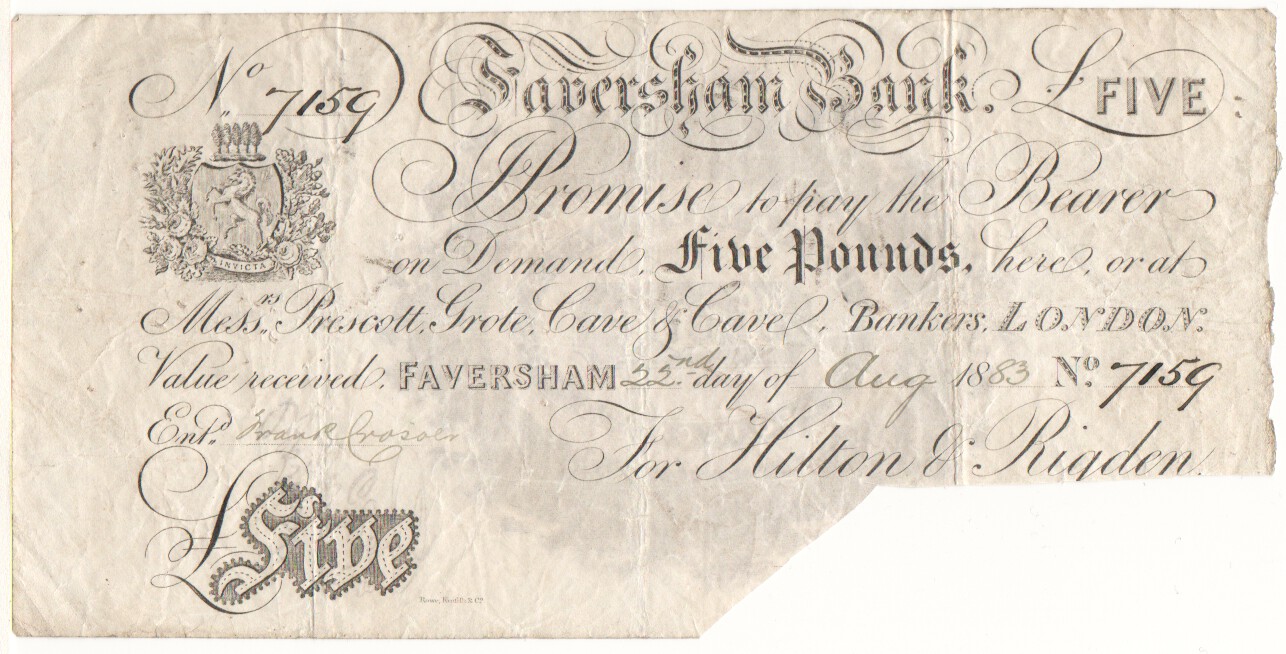 No. 7159 Faversham Bank. £ FIVE
I Promise to pay the Bearer
INVICTA
on Demand, Five Pounds, here, or at
Messrs. Prescott, Grote, Cave & Cave, Bankers, LONDON.
Value received, FAVERSHAM 22nd day of Aug 1883 No. 7159
Entd. Frank
For Hilton & Rigden.
£ Five